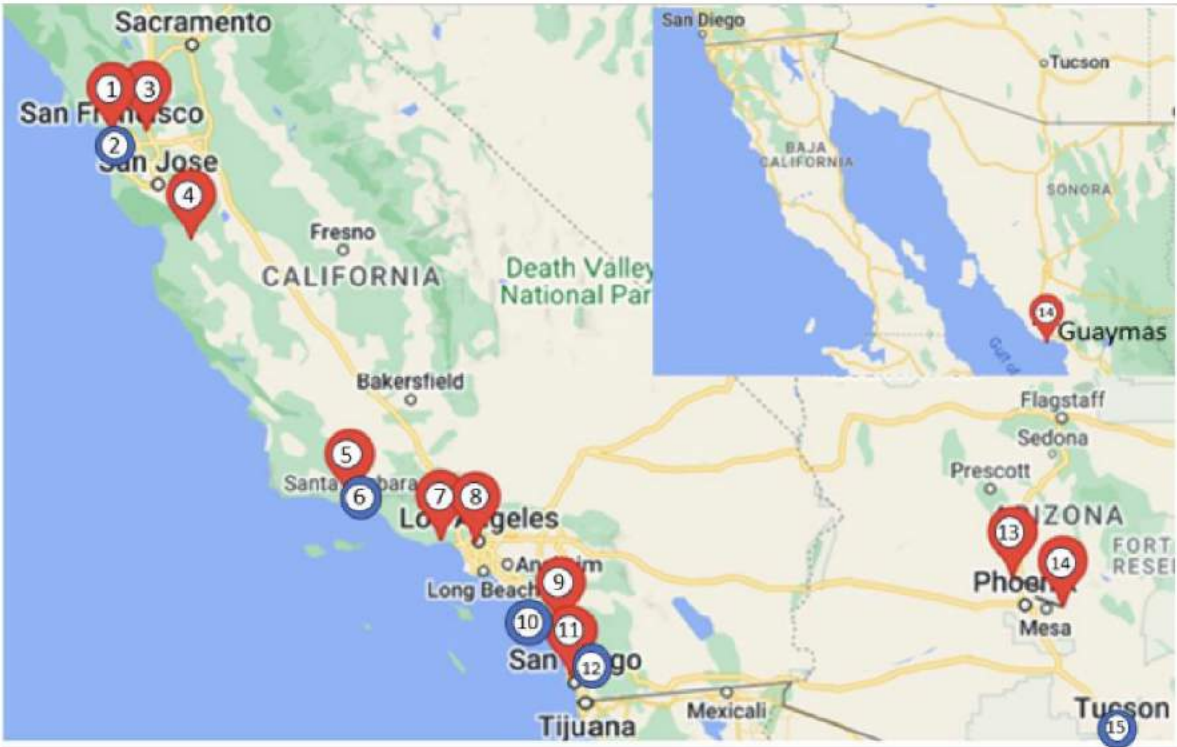 Sacramento
San Diego
Tucson
1
3
San Francisco
2
San Jose
BAJA
CALIFORNIA
SONORA
4
Fresno
CALIFORNIA
Death Valley
National Par
14
Guaymas
Gulf of
Bakersfield
Flagstaff
Sedona
5
Prescott
Santa Barbara
6
7
8
Los Angeles
ARIZONA
13
14
FORT
RESE
Anaheim
Long Beach
9
Phoenix
Mesa
10
11
San Diego
12
Tijuana
Mexicali
Tucson
15